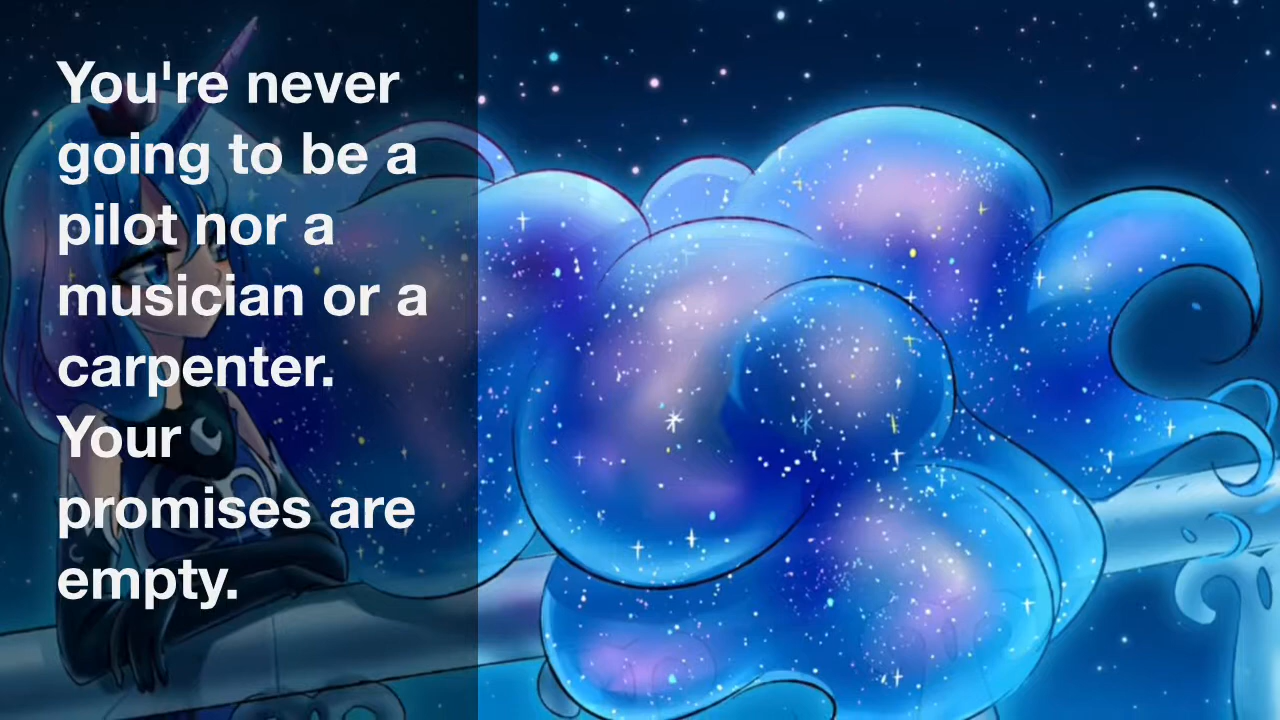 You're never
going to be a
pilot nor a
musician or a
carpenter.
Your
promises are
empty.